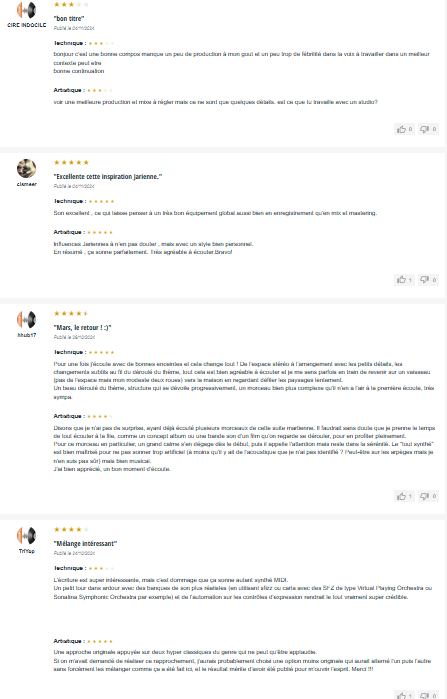 CIRE INDOCILE
"bon titre"
Publié le 04/11/2024
Technique :
bonjour c'est une bonne compos manque un peu de production à mon gout et un peu trop de fébrilité dans la voix à travailler dans un meilleur
contexte peut etre
bonne continuation
Artistique :
voir une meilleure production et mixe à régler mais ce ne sont que quelques détails. est ce que tu travaille avec un studio?
0 0
clsmeer
"Excellente cette inspiration jarienne."
Publié le 04/11/2024
Technique :
Son excellent , ce qui laisse penser à un très bon équipement global aussi bien en enregistrement qu'en mix et mastering.
Artistique :
Influences Jariennes à n'en pas douter , mais avec un style bien personnel.
En résumé , ça sonne parfaitement. Très agréable à écouter.Bravo!
1 0
hhub17
"Mars, le retour ! :)"
Publié le
Technique :
Pour une fois j'écoute avec de bonnes enceintes et cela change tout ! De l'espace stéréo à l'arrangement avec les petits détails, les
changements subtils au fil du déroulé du thème, tout cela est bien agréable à écouter et je me sens parfois en train de revenir sur un vaisseau
(pas de l'espace mais mon modeste deux roues) vers la maison en regardant défiler les paysages lentement.
Un beau déroulé du thème, structure qui se dévoile progressivement, un morceau bien plus complexe qu'il n'en a l'air à la première écoute, très
sympa.
Artistique :
Disons que je n'ai pas de surprise, ayant déjà écouté plusieurs morceaux de cette suite martienne. Il faudrait sans doute que je prenne le temps
de tout écouter à la file, comme un concept album ou une bande son d'un film qu'on regarde se dérouler, pour en profiter pleinement.
Pour ce morceau en particulier, un grand calme s'en dégage dès le début, puis il appelle l'attention mais reste dans la sérénité. Le "tout synthé"
est bien maîtrisé pour ne pas sonner trop artificiel (à moins qu'il y ait de l'acoustique que je n'ai pas identifié ? Peut-être sur les arpèges mais je
n'en suis pas sûr) mais bien musical.
J'ai bien apprécié, un bon moment d'écoute.
1 0
TriYep
"Mélange intéressant"
Publié le
Technique :
L'écriture est super intéressante, mais c'est dommage que ça sonne autant synthé MIDI.
Un petit tour dans ardour avec des banques de son plus réalistes (en utilisant sfizz ou carla avec des SFZ de type Virtual Playing Orchestra ou
Sonatina Symphonic Orchestra par exemple) et de l'automation sur les contrôles d'expression rendrait le tout vraiment super crédible.
Artistique :
Une approche originale appuyée sur deux hyper classiques du genre qui ne peut qu'être applaudie.
Si on m'avait demandé de réaliser ce rapprochement, j'aurais probablement choisi une option moins originale qui aurait alterné l'un puis l'autre
sans forcément les mélanger comme ça a été fait ici, et le résultat mérite d'avoir été publié pour m'ouvrir l'esprit. Merci !!!
1 0